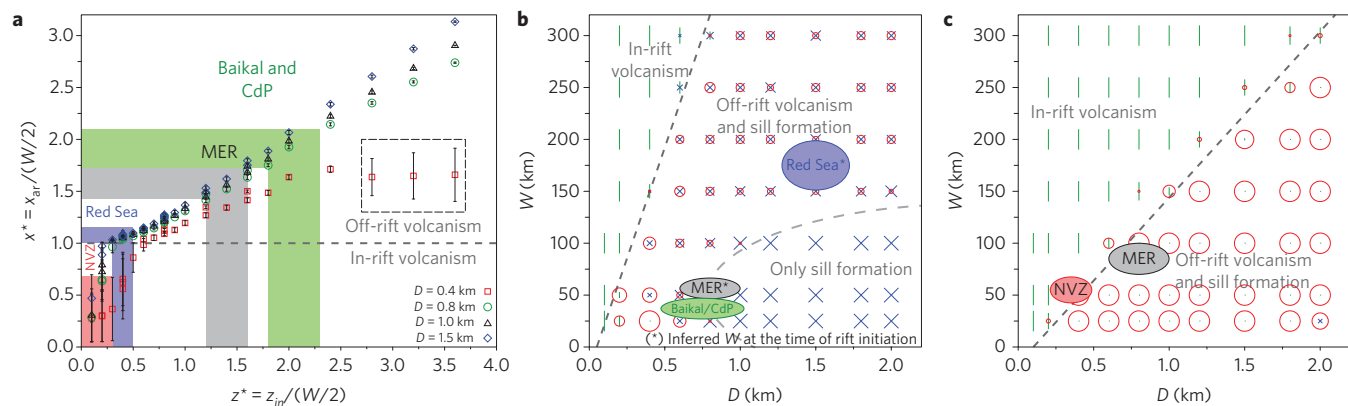 a
3.0
2.5
2.0
1.5
1.0
0.5
0.0
x* = x_ar/(W/2)
Baikal and
CdP
MER
Red Sea
NVZ
Off-rift volcanism
In-rift volcanism
D = 0.4 km
D = 0.8 km
D = 1.0 km
D = 1.5 km
0.0 0.5 1.0 1.5 2.0 2.5 3.0 3.5 4.0
z* = z_in/(W/2)
b
300
250
200
150
100
50
0
W (km)
In-rift
volcanism
Off-rift volcanism
and sill formation
Red Sea*
Only sill formation
MER*
Baikal/CdP
(*) Inferred W at the time of rift initiation
0.0 0.5 1.0 1.5 2.0
D (km)
c
300
250
200
150
100
50
0
W (km)
In-rift volcanism
MER
NVZ
Off-rift volcanism
and sill formation
0.0 0.5 1.0 1.5 2.0
D (km)